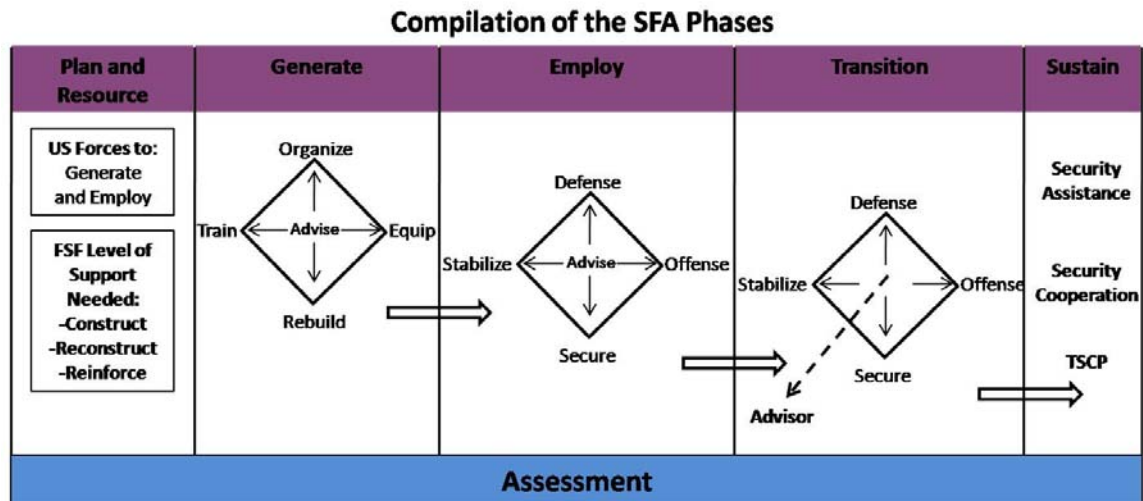 Compilation of the SFA Phases
Plan and
Resource
Generate
Employ
Transition
Sustain
US Forces to:
Generate
and Employ
FSF Level of
Support
Needed:
-Construct
-Reconstruct
-Reinforce
Organize
Train
Advise
Equip
Rebuild
Defense
Stabilize
Advise
Offense
Secure
Defense
Stabilize
Offense
Secure
Advisor
Security
Assistance
Security
Cooperation
TSCP
Assessment